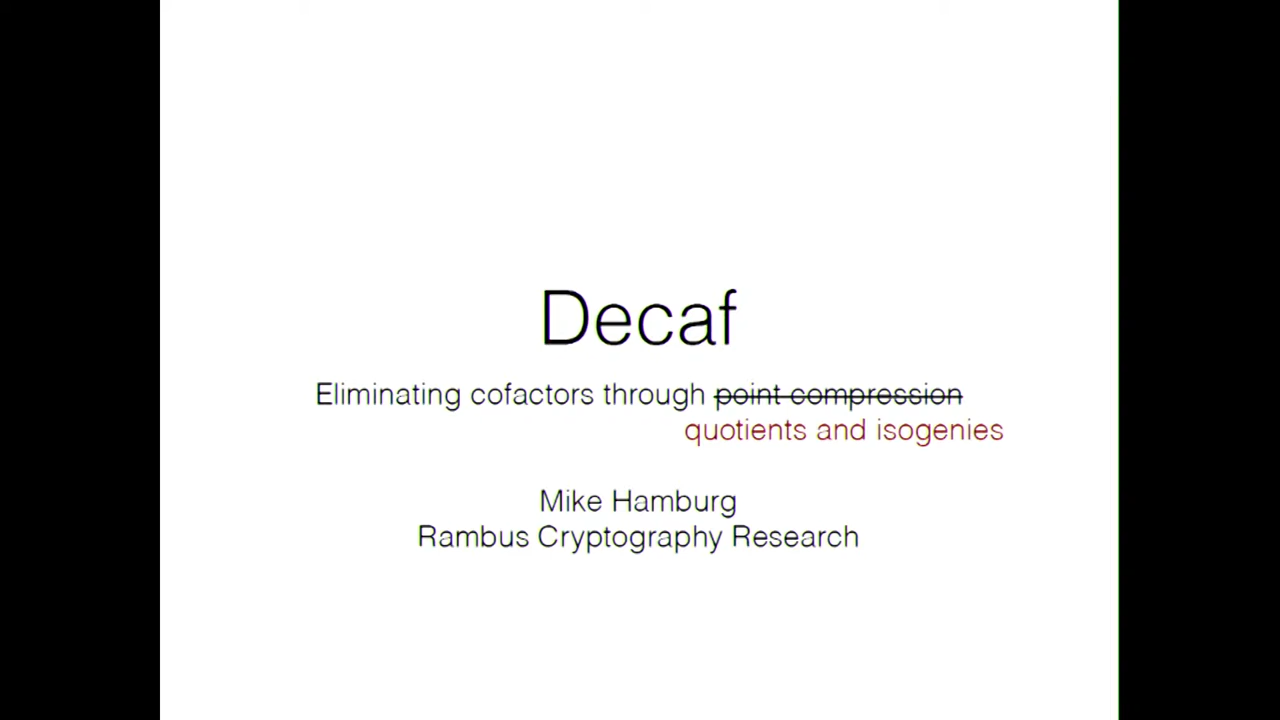 Decaf
Eliminating cofactors through point compression
quotients and isogenies
Mike Hamburg
Rambus Cryptography Research